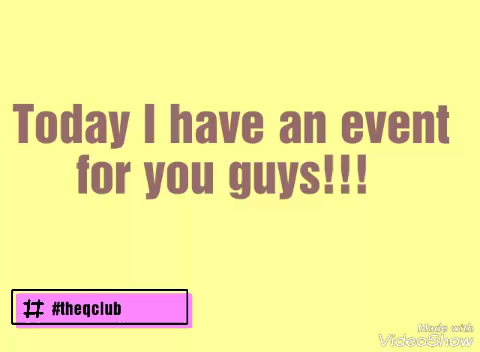 Today I have an event
for you guys!!!
# #theqclub
Made with
VideoShow